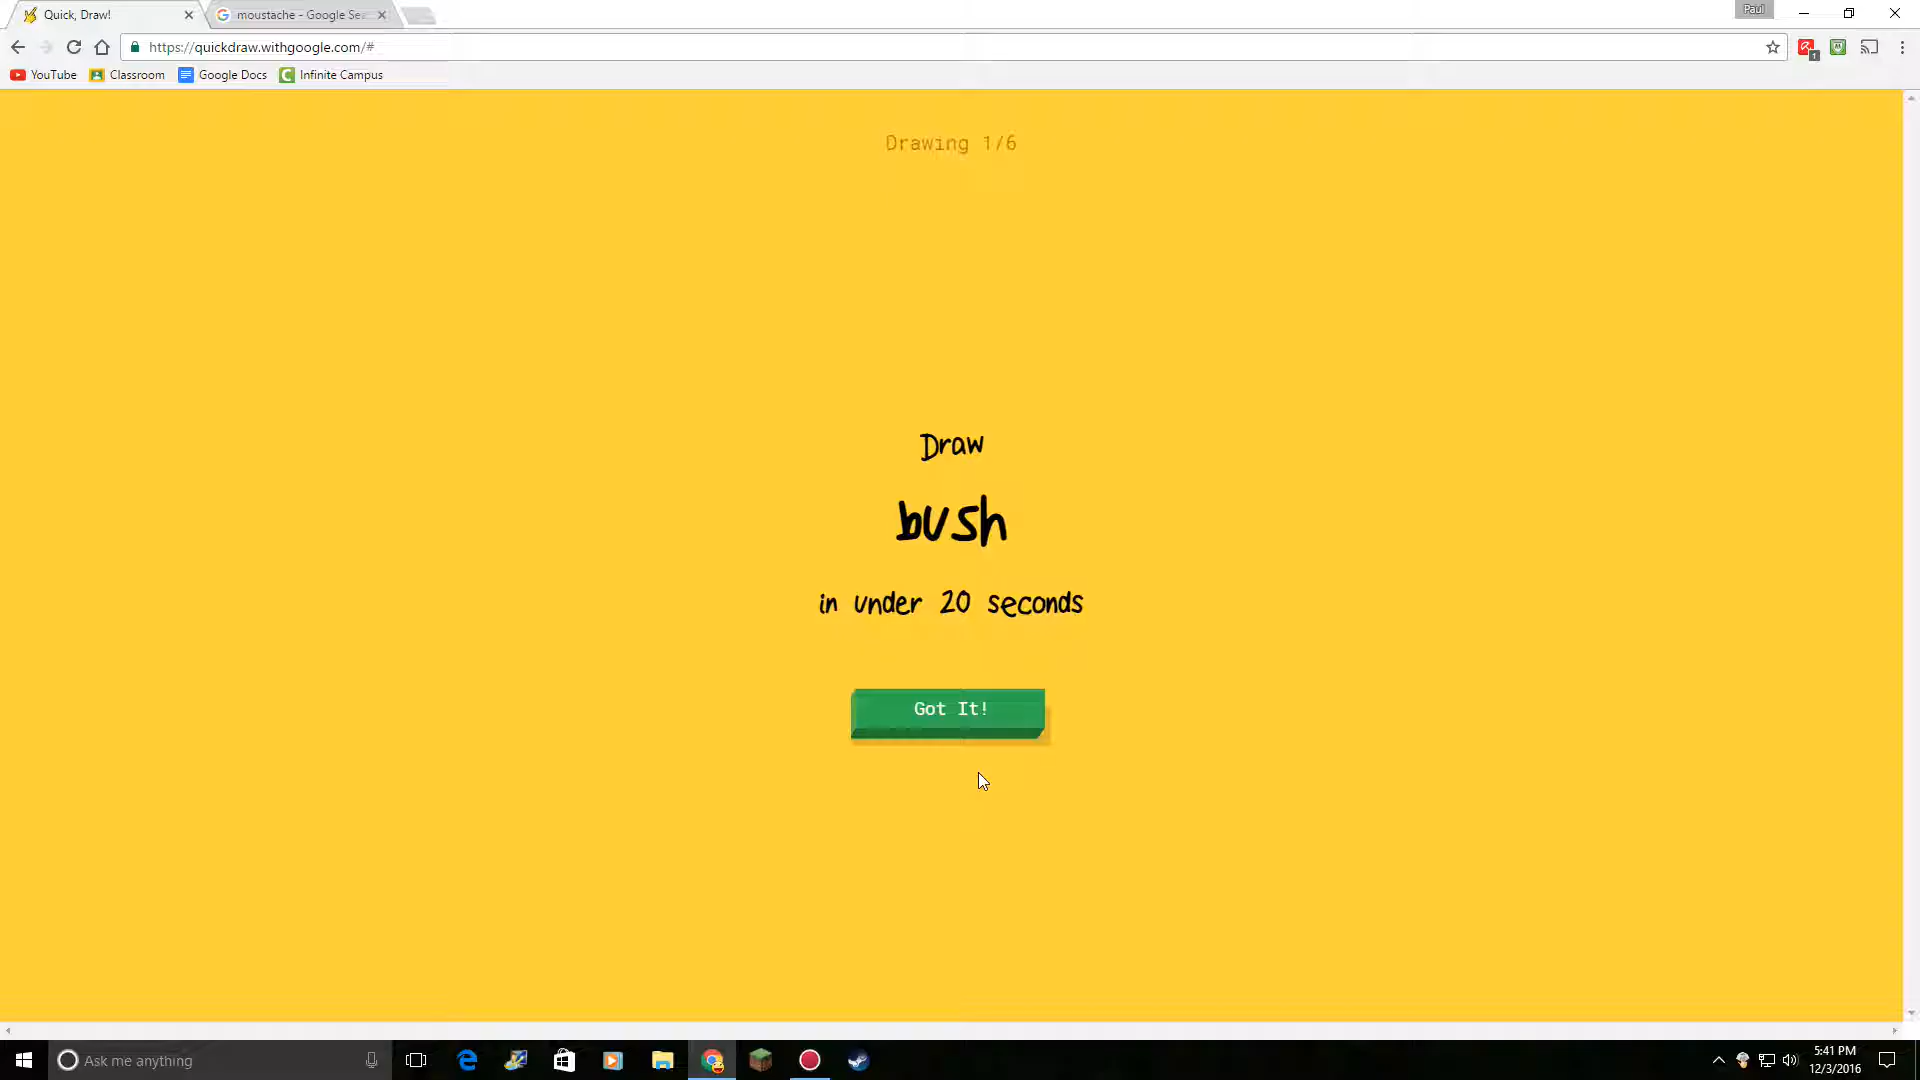 Quick, Draw!
moustache - Google Se
Paul
https://quickdraw.withgoogle.com/#
1
YouTube
Classroom
Google Docs
Infinite Campus
Drawing 1/6
Draw
bush
in under 20 seconds
Got It!
Ask me anything
5:41 PM
12/3/2016